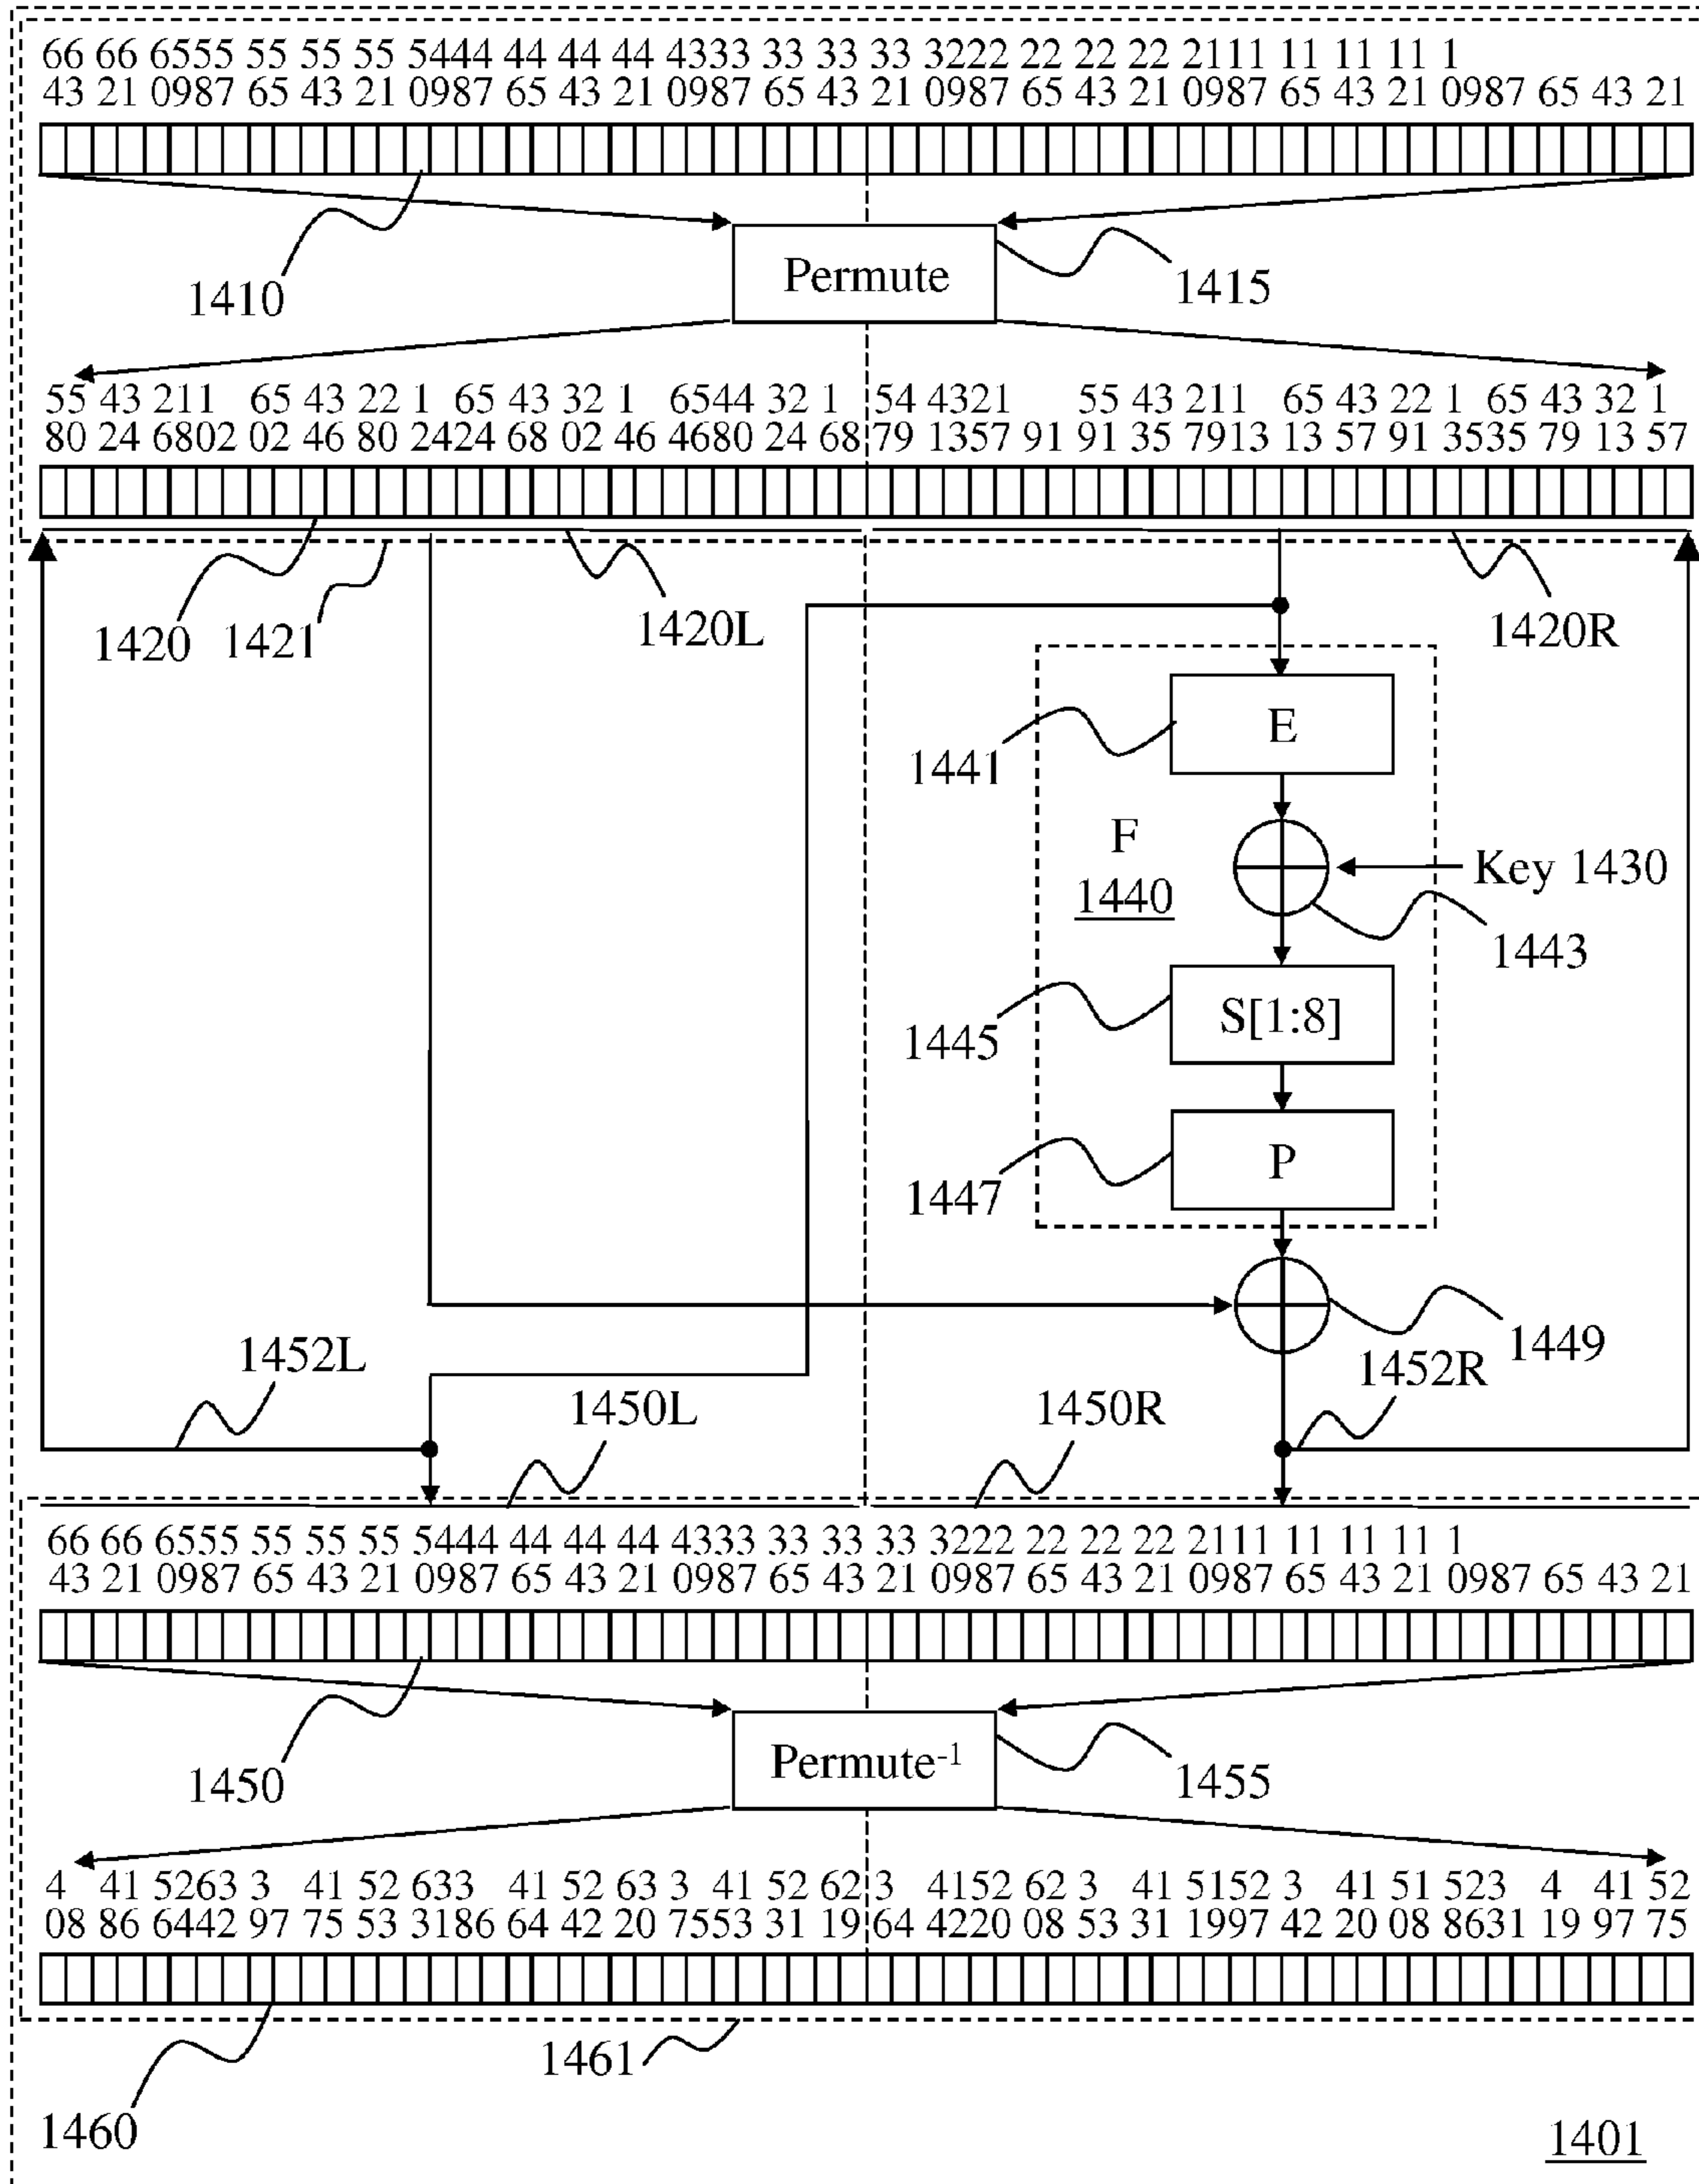 66 66 6555 55 55 55 5444 44 44 44 4333 33 33 33 3222 22 22 22 2111 11 11 11 1
43 21 0987 65 43 21 0987 65 43 21 0987 65 43 21 0987 65 43 21 0987 65 43 21 0987 65 43 21
1410
Permute
1415
55 43 211 65 43 22 1 65 43 32 1 6544 32 1 54 4321 55 43 211 65 43 22 1 65 43 32 1
80 24 6802 02 46 80 2424 68 02 46 4680 24 68 79 1357 91 91 35 7913 13 57 91 3535 79 13 57
1420
1421
1420L
1420R
E
1441
F
1440
Key 1430
1443
S[1:8]
1445
P
1447
1449
1452L
1452R
1450L
1450R
66 66 6555 55 55 55 5444 44 44 44 4333 33 33 33 3222 22 22 22 2111 11 11 11 1
43 21 0987 65 43 21 0987 65 43 21 0987 65 43 21 0987 65 43 21 0987 65 43 21 0987 65 43 21
1450
Permute-1
1455
4 41 5263 3 41 52 633 41 52 63 3 41 52 62 3 4152 62 3 41 5152 3 41 51 523 4 41 52
08 86 6442 97 75 53 3186 64 42 20 7553 31 19 64 4220 08 53 31 1997 42 20 08 8631 19 97 75
1460
1461
1401